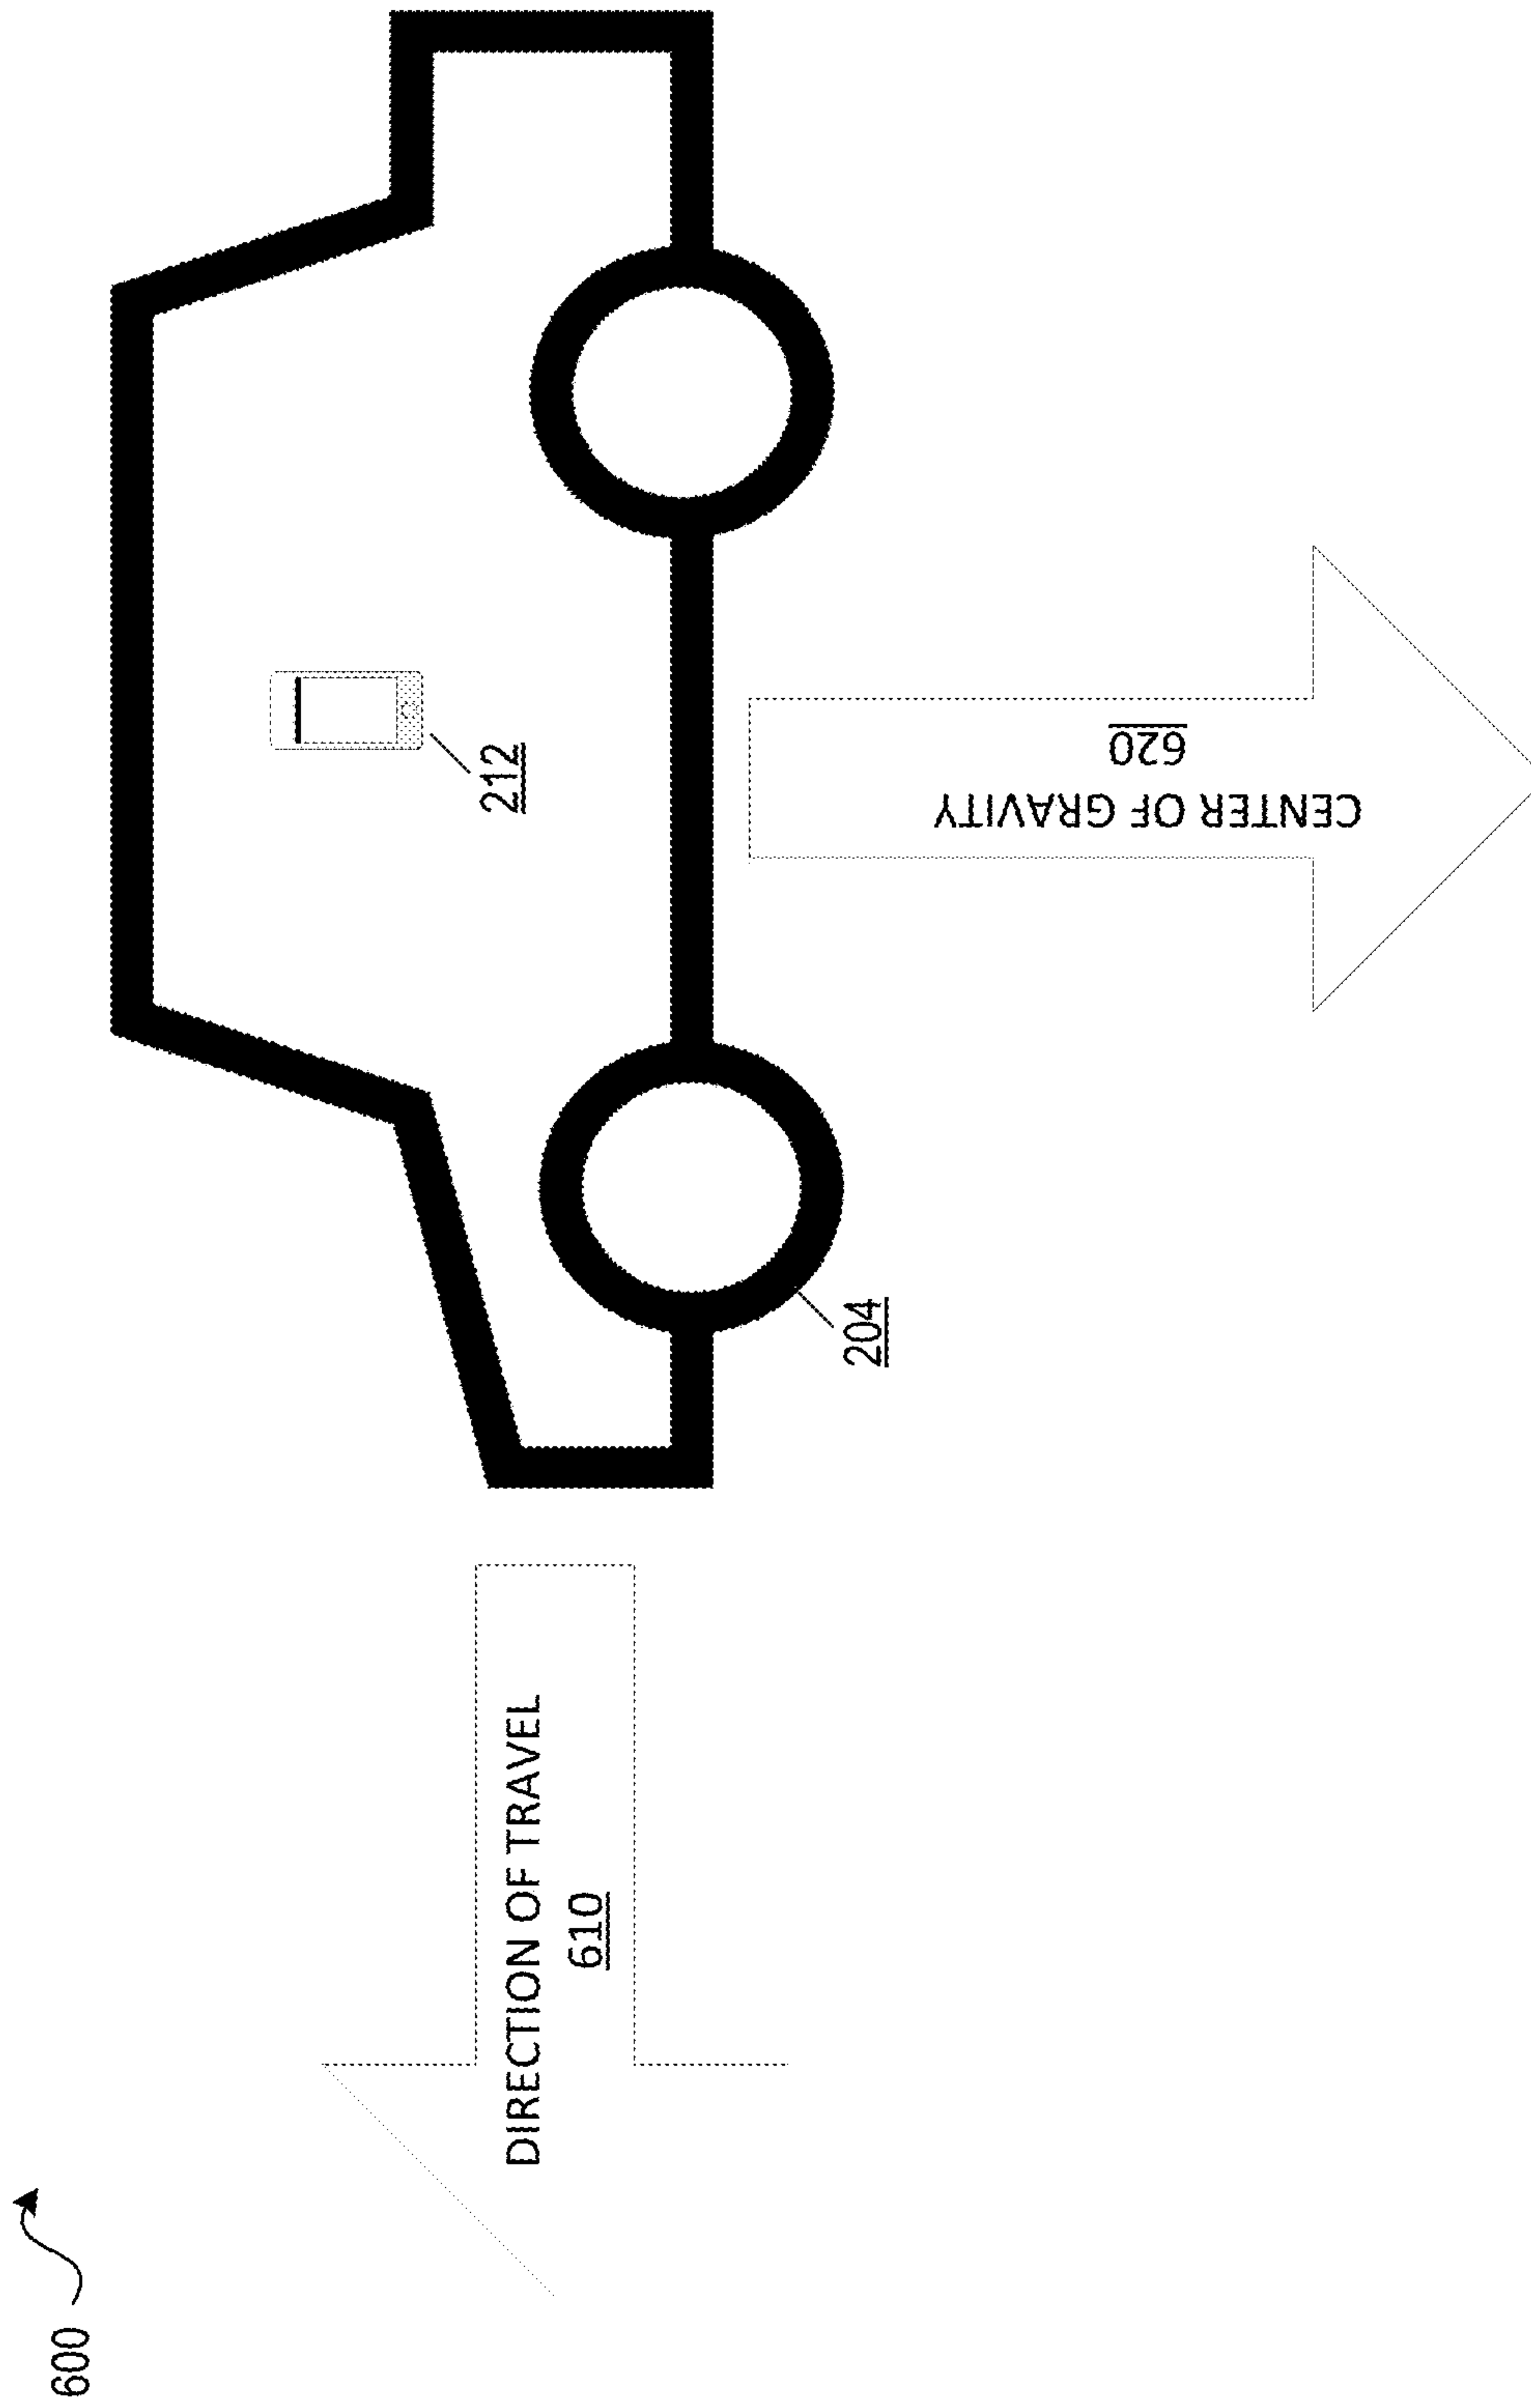 600
DIRECTION OF TRAVEL
610
204
212
CENTER OF GRAVITY
620